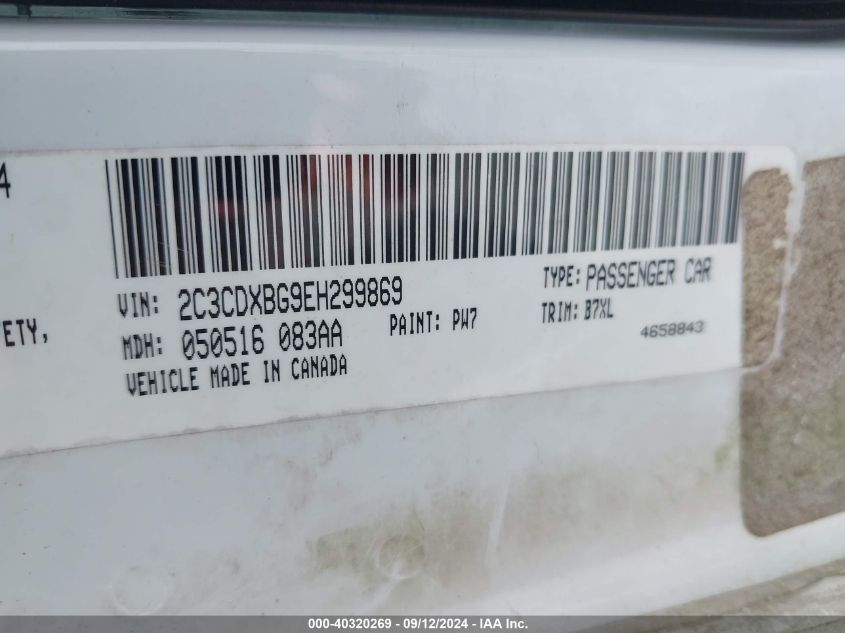 4
ETY,
VIN: 2C3CDXBG9EH299869
TYPE: PASSENGER CAR
MDH: 050516 083AA
PAINT: PW7
TRIM: B7XL
4658843
VEHICLE MADE IN CANADA
000-40320269 - 09/12/2024 - IAA Inc.